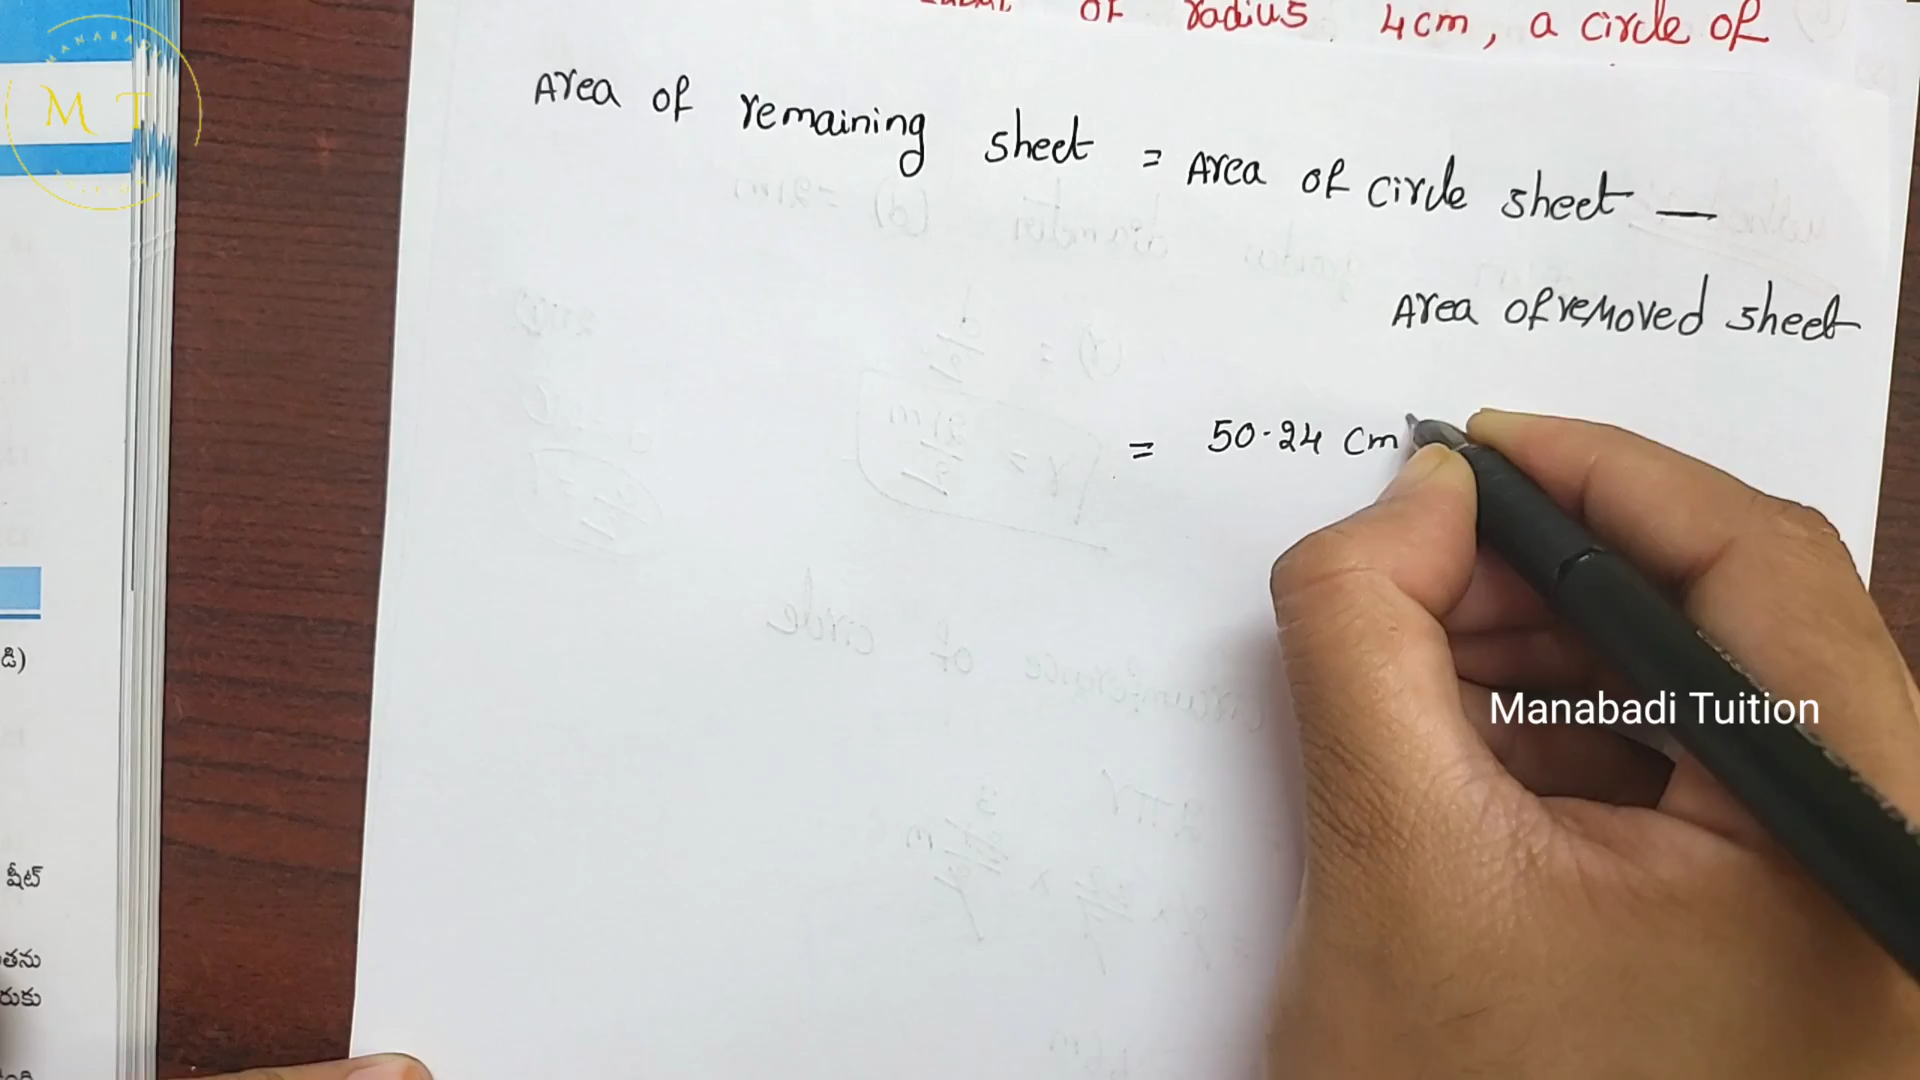 of radius 4cm, a circle of
Area of remaining sheet = Area of circle sheet —
Area of removed sheet
= 50.24 cm
Manabadi Tuition
MANABADI
M T
డి)
షీట్
తను
రుకు